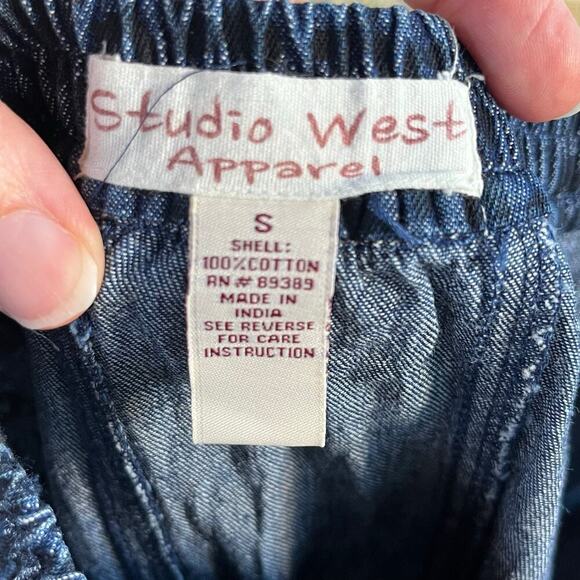 Studio West
Apparel
S
SHELL:
100%COTTON
RN# 89389
MADE IN
INDIA
SEE REVERSE
FOR CARE
INSTRUCTION